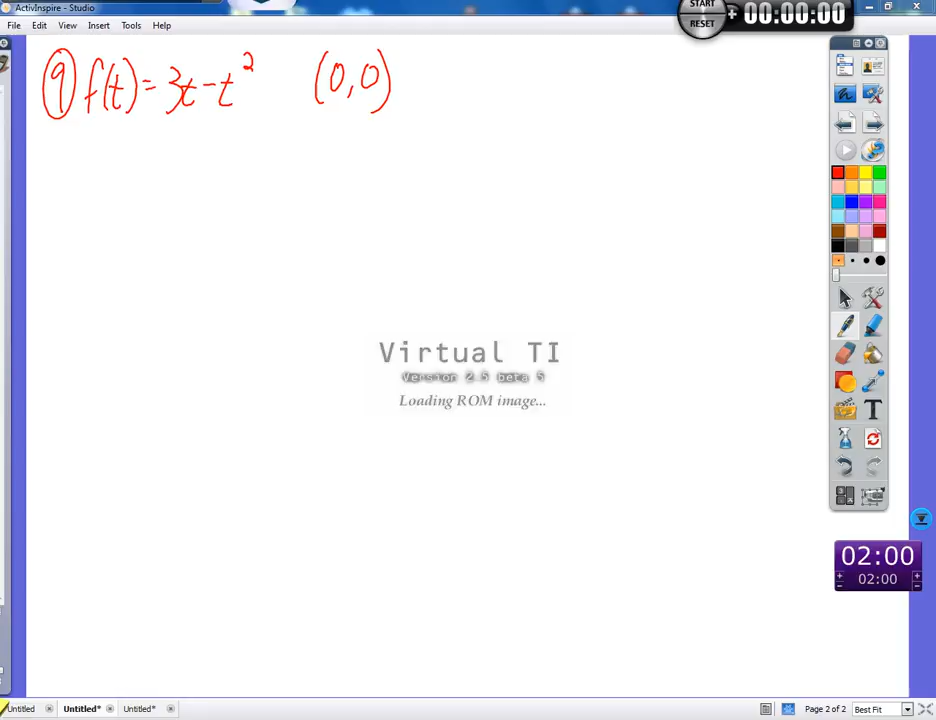 ActivInspire - Studio
START
RESET
00:00:00
File Edit View Insert Tools Help
9 f(t) = 3t - t² (0,0)
Virtual TI
Version 2.5 beta 5
Loading ROM image...
02:00
02:00
Untitled Untitled* Untitled* Page 2 of 2 Best Fit